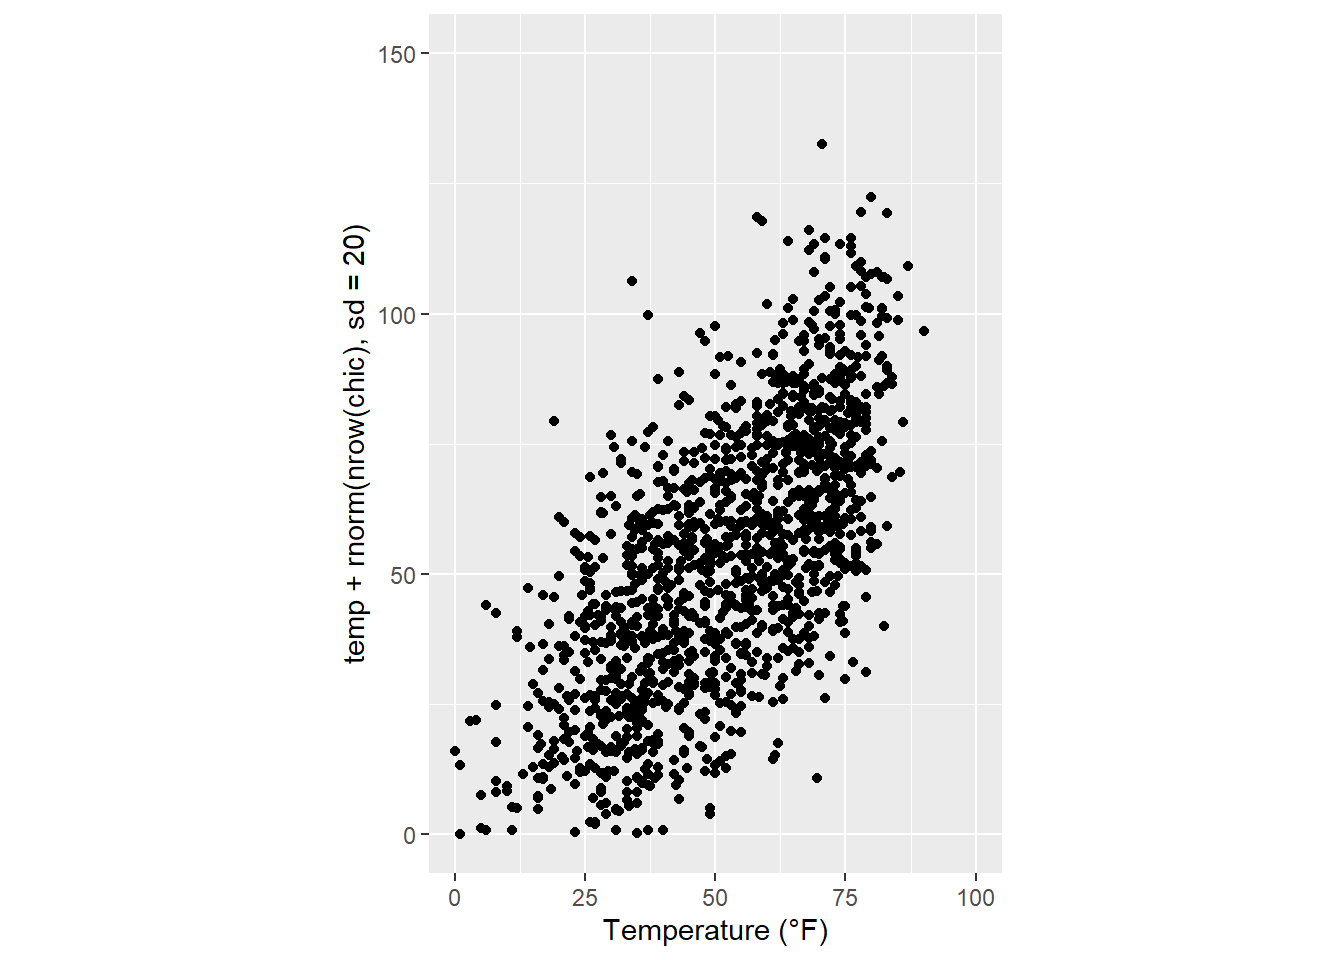 150
100
50
0
temp + rnorm(nrow(chic), sd = 20)
0 25 50 75 100
Temperature (°F)